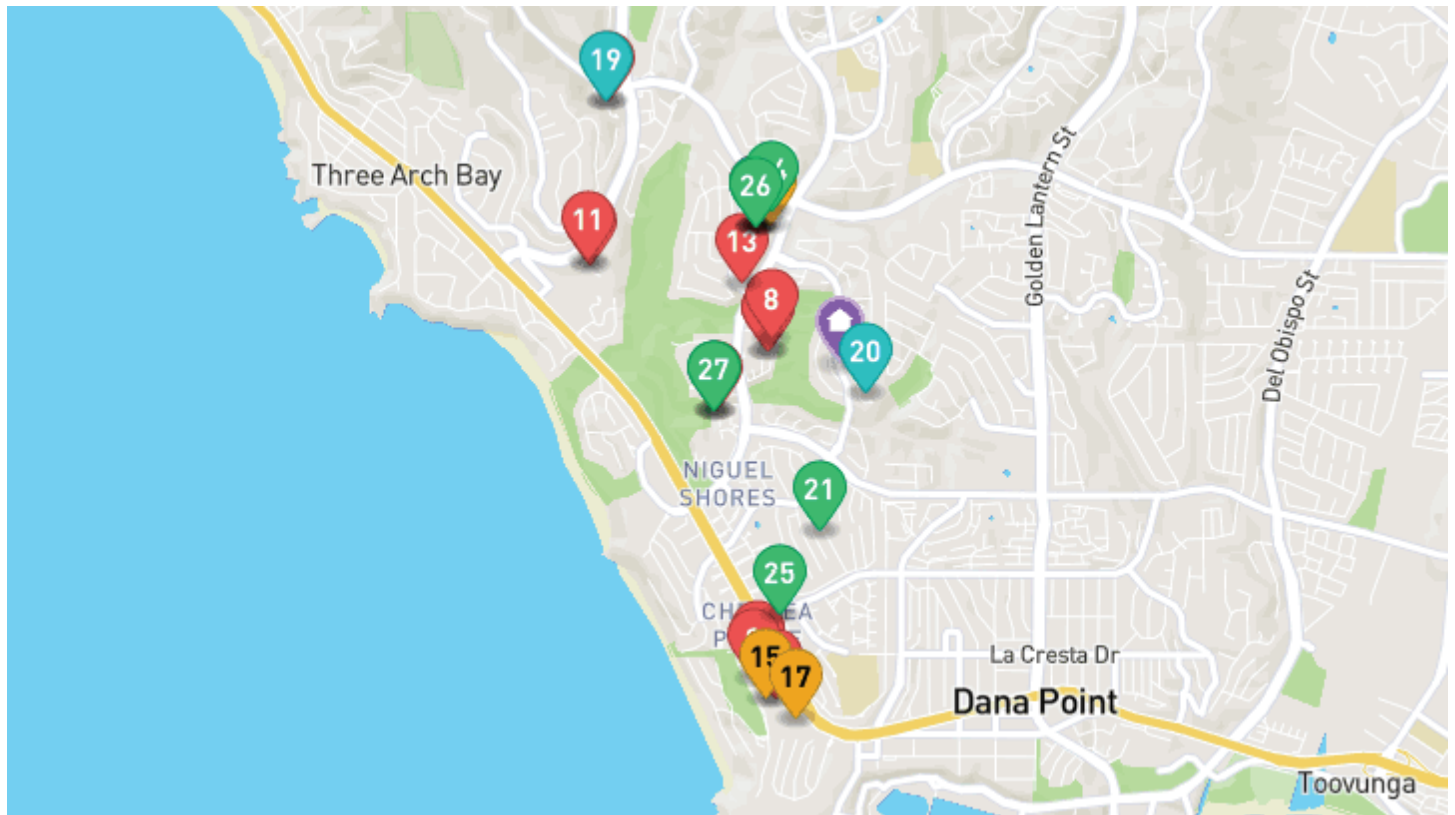 19
Three Arch Bay
11
26
13
8
20
27
Golden Lantern St
Del Obispo St
NIGUEL
SHORES
21
25
15
17
La Cresta Dr
Dana Point
Toovunga